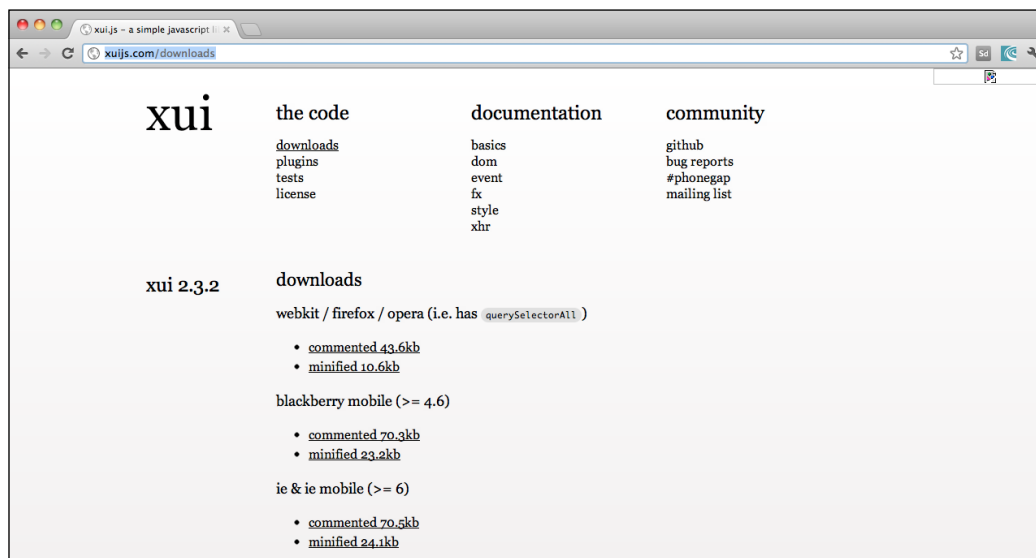 xui.js – a simple javascript li
xuijs.com/downloads
Sd
xui
the code
downloads
plugins
tests
license
documentation
basics
dom
event
fx
style
xhr
community
github
bug reports
#phonegap
mailing list
xui 2.3.2
downloads
webkit / firefox / opera (i.e. has querySelectorAll )
• commented 43.6kb
• minified 10.6kb
blackberry mobile (>= 4.6)
• commented 70.3kb
• minified 23.2kb
ie & ie mobile (>= 6)
• commented 70.5kb
• minified 24.1kb